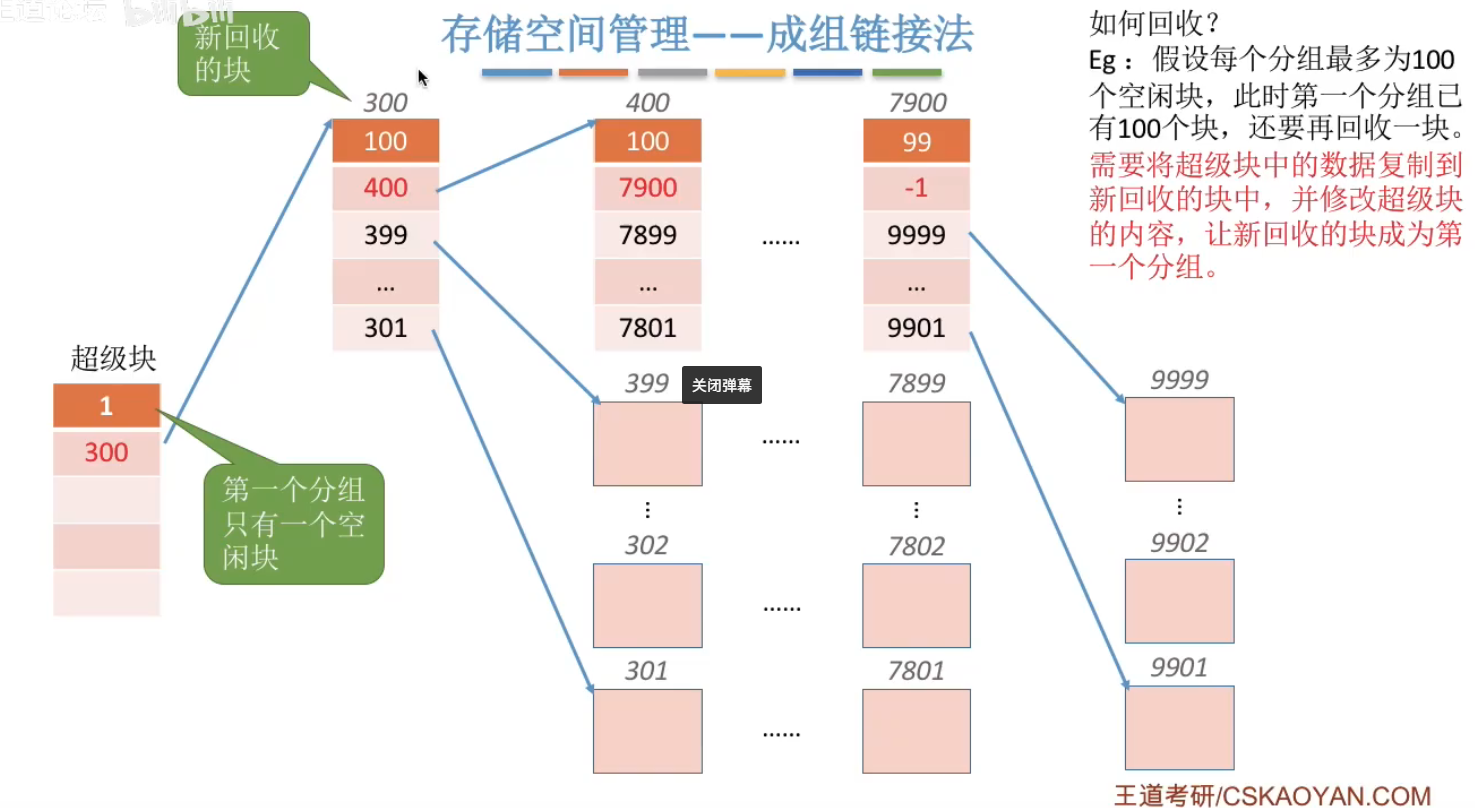 王道论坛 bilibili
存储空间管理——成组链接法
新回收
的块
300
100
400
399
...
301
400
100
7900
7899
...
7801
......
7900
99
-1
9999
...
9901
如何回收？
Eg：假设每个分组最多为100
个空闲块，此时第一个分组已
有100个块，还要再回收一块。
需要将超级块中的数据复制到
新回收的块中，并修改超级块
的内容，让新回收的块成为第
一个分组。
超级块
1
300
第一个分组
只有一个空
闲块
399
关闭弹幕
......
7899
9999
⋮
⋮
⋮
302
......
7802
9902
301
......
7801
9901
王道考研/CSKAOYAN.COM